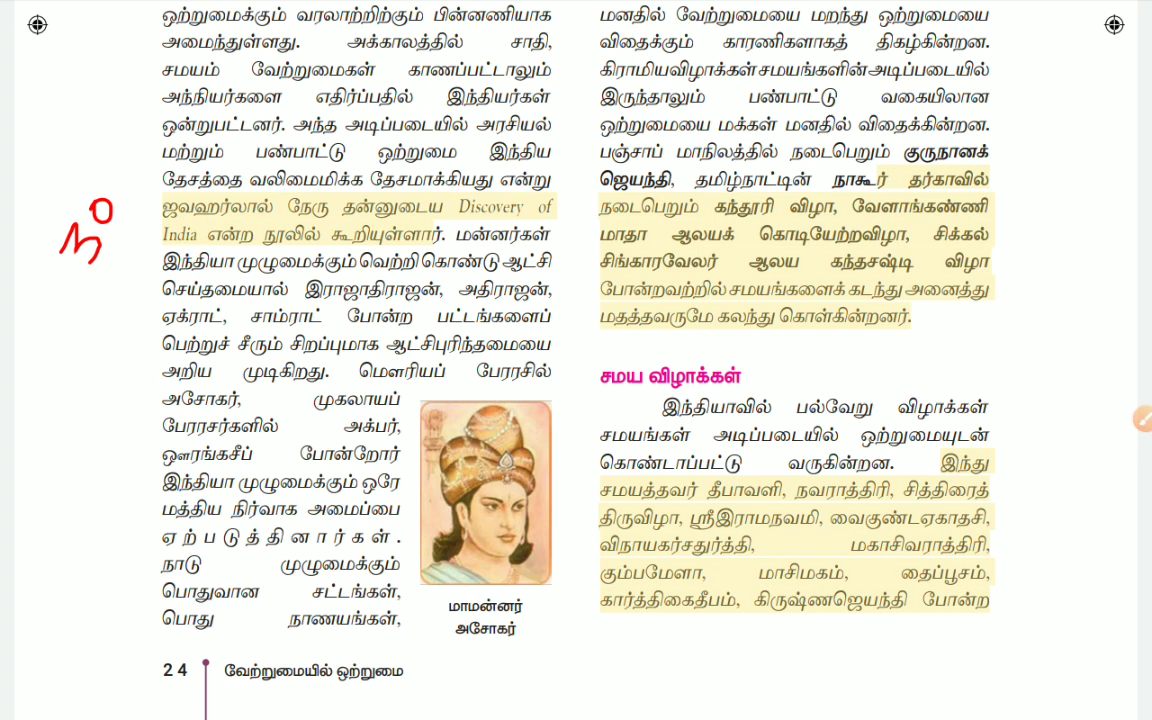 ஒற்றுமைக்கும் வரலாற்றிற்கும் பின்னணியாக
அமைந்துள்ளது. அக்காலத்தில் சாதி,
சமயம் வேற்றுமைகள் காணப்பட்டாலும்
அந்நியர்களை எதிர்ப்பதில் இந்தியர்கள்
ஒன்றுபட்டனர். அந்த அடிப்படையில் அரசியல்
மற்றும் பண்பாட்டு ஒற்றுமை இந்திய
தேசத்தை வலிமைமிக்க தேசமாக்கியது என்று
ஜவஹர்லால் நேரு தன்னுடைய Discovery of
India என்ற நூலில் கூறியுள்ளார். மன்னர்கள்
இந்தியா முழுமைக்கும் வெற்றி கொண்டு ஆட்சி
செய்தமையால் இராஜாதிராஜன், அதிராஜன்,
ஏக்ராட், சாம்ராட் போன்ற பட்டங்களைப்
பெற்றுச் சீரும் சிறப்புமாக ஆட்சிபுரிந்தமையை
அறிய முடிகிறது. மௌரியப் பேரரசில்
அசோகர், முகலாயப்
பேரரசர்களில் அக்பர்,
ஔரங்கசீப் போன்றோர்
இந்தியா முழுமைக்கும் ஒரே
மத்திய நிர்வாக அமைப்பை
ஏற்படுத்தினார்கள்.
நாடு முழுமைக்கும்
பொதுவான சட்டங்கள்,
பொது நாணயங்கள்,
மாமன்னர்
அசோகர்
மனதில் வேற்றுமையை மறந்து ஒற்றுமையை
விதைக்கும் காரணிகளாகத் திகழ்கின்றன.
கிராமியவிழாக்கள் சமயங்களின் அடிப்படையில்
இருந்தாலும் பண்பாட்டு வகையிலான
ஒற்றுமையை மக்கள் மனதில் விதைக்கின்றன.
பஞ்சாப் மாநிலத்தில் நடைபெறும் குருநானக்
ஜெயந்தி, தமிழ்நாட்டின் நாகூர் தர்காவில்
நடைபெறும் கந்தூரி விழா, வேளாங்கண்ணி
மாதா ஆலயக் கொடியேற்றவிழா, சிக்கல்
சிங்காரவேலர் ஆலய கந்தசஷ்டி விழா
போன்றவற்றில் சமயங்களைக் கடந்து அனைத்து
மதத்தவருமே கலந்து கொள்கின்றனர்.
சமய விழாக்கள்
இந்தியாவில் பல்வேறு விழாக்கள்
சமயங்கள் அடிப்படையில் ஒற்றுமையுடன்
கொண்டாப்பட்டு வருகின்றன. இந்து
சமயத்தவர் தீபாவளி, நவராத்திரி, சித்திரைத்
திருவிழா, ஸ்ரீஇராமநவமி, வைகுண்டஏகாதசி,
விநாயகர்சதுர்த்தி, மகாசிவராத்திரி,
கும்பமேளா, மாசிமகம், தைப்பூசம்,
கார்த்திகைதீபம், கிருஷ்ணஜெயந்தி போன்ற
24 வேற்றுமையில் ஒற்றுமை